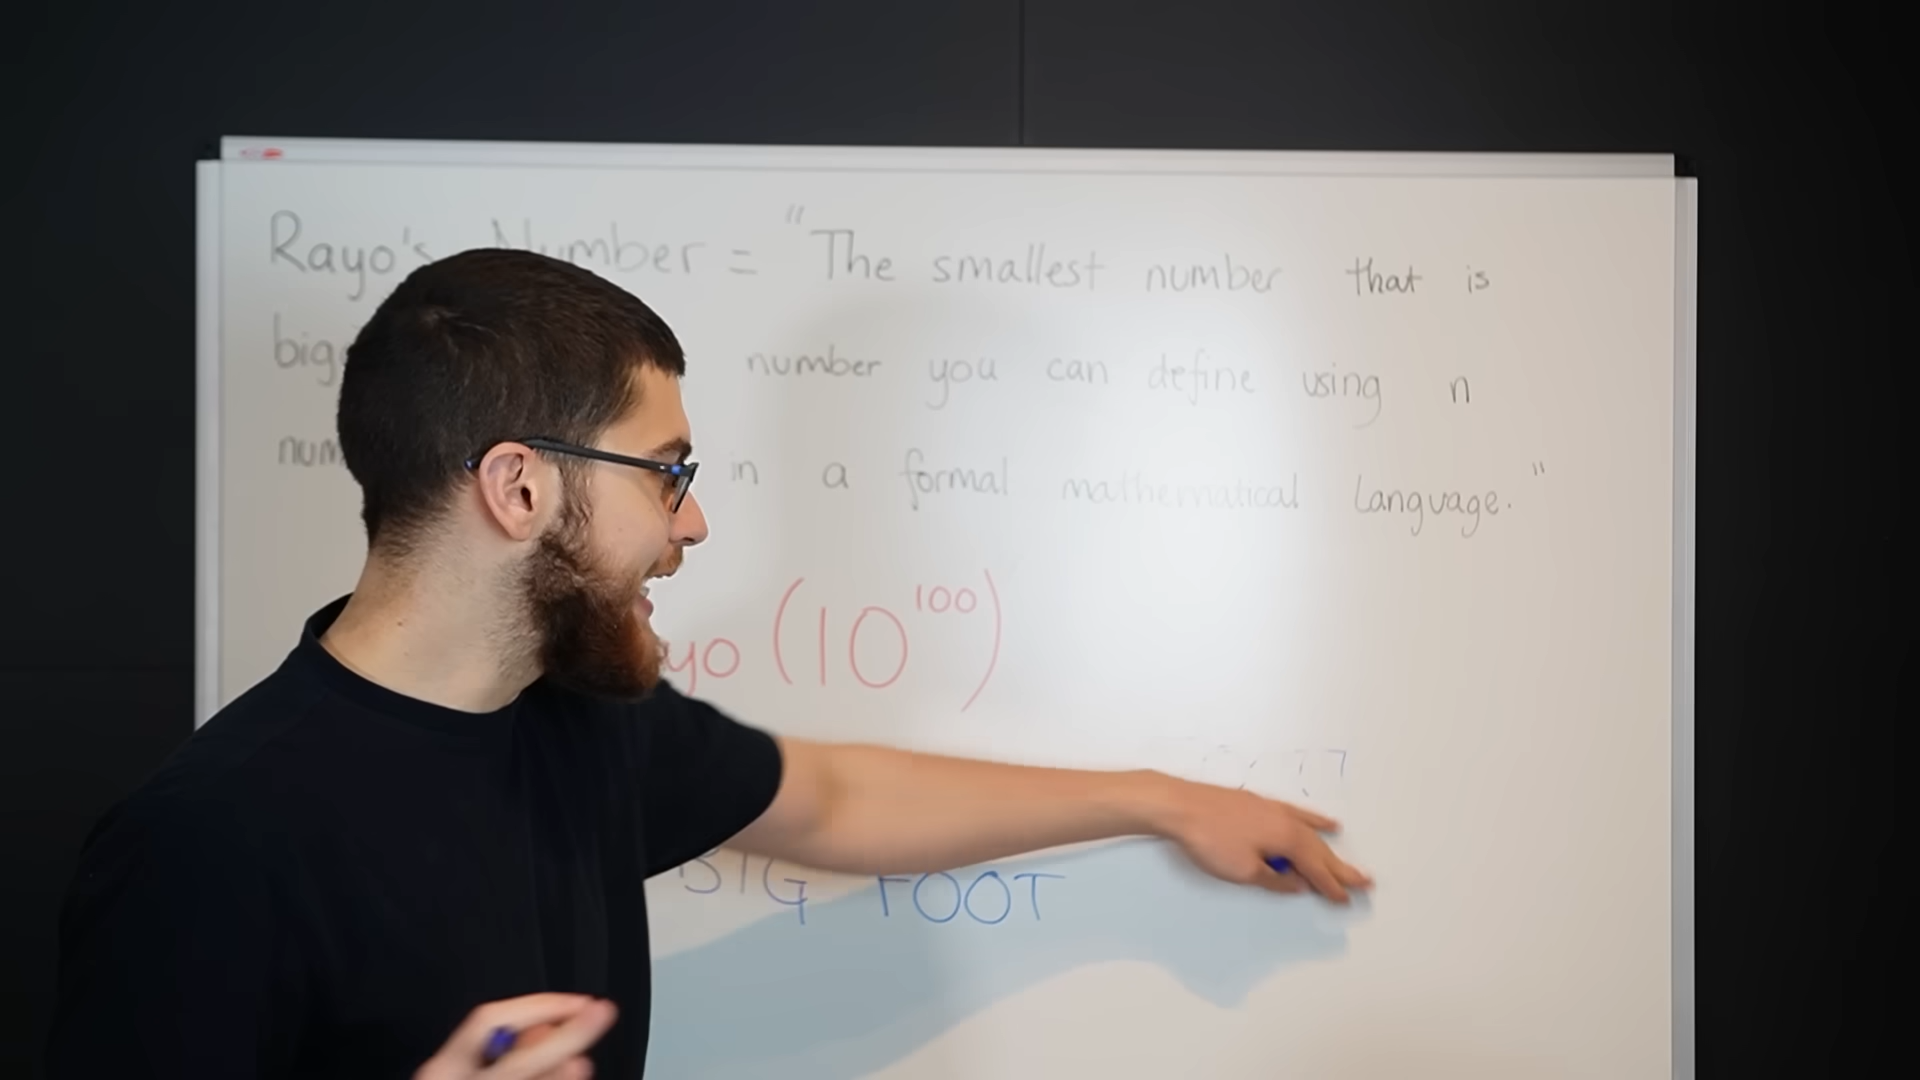 Rayo's Number = "The smallest number that is
big number you can define using n
num in a formal mathematical language."
yo (10^100)
BIG FOOT